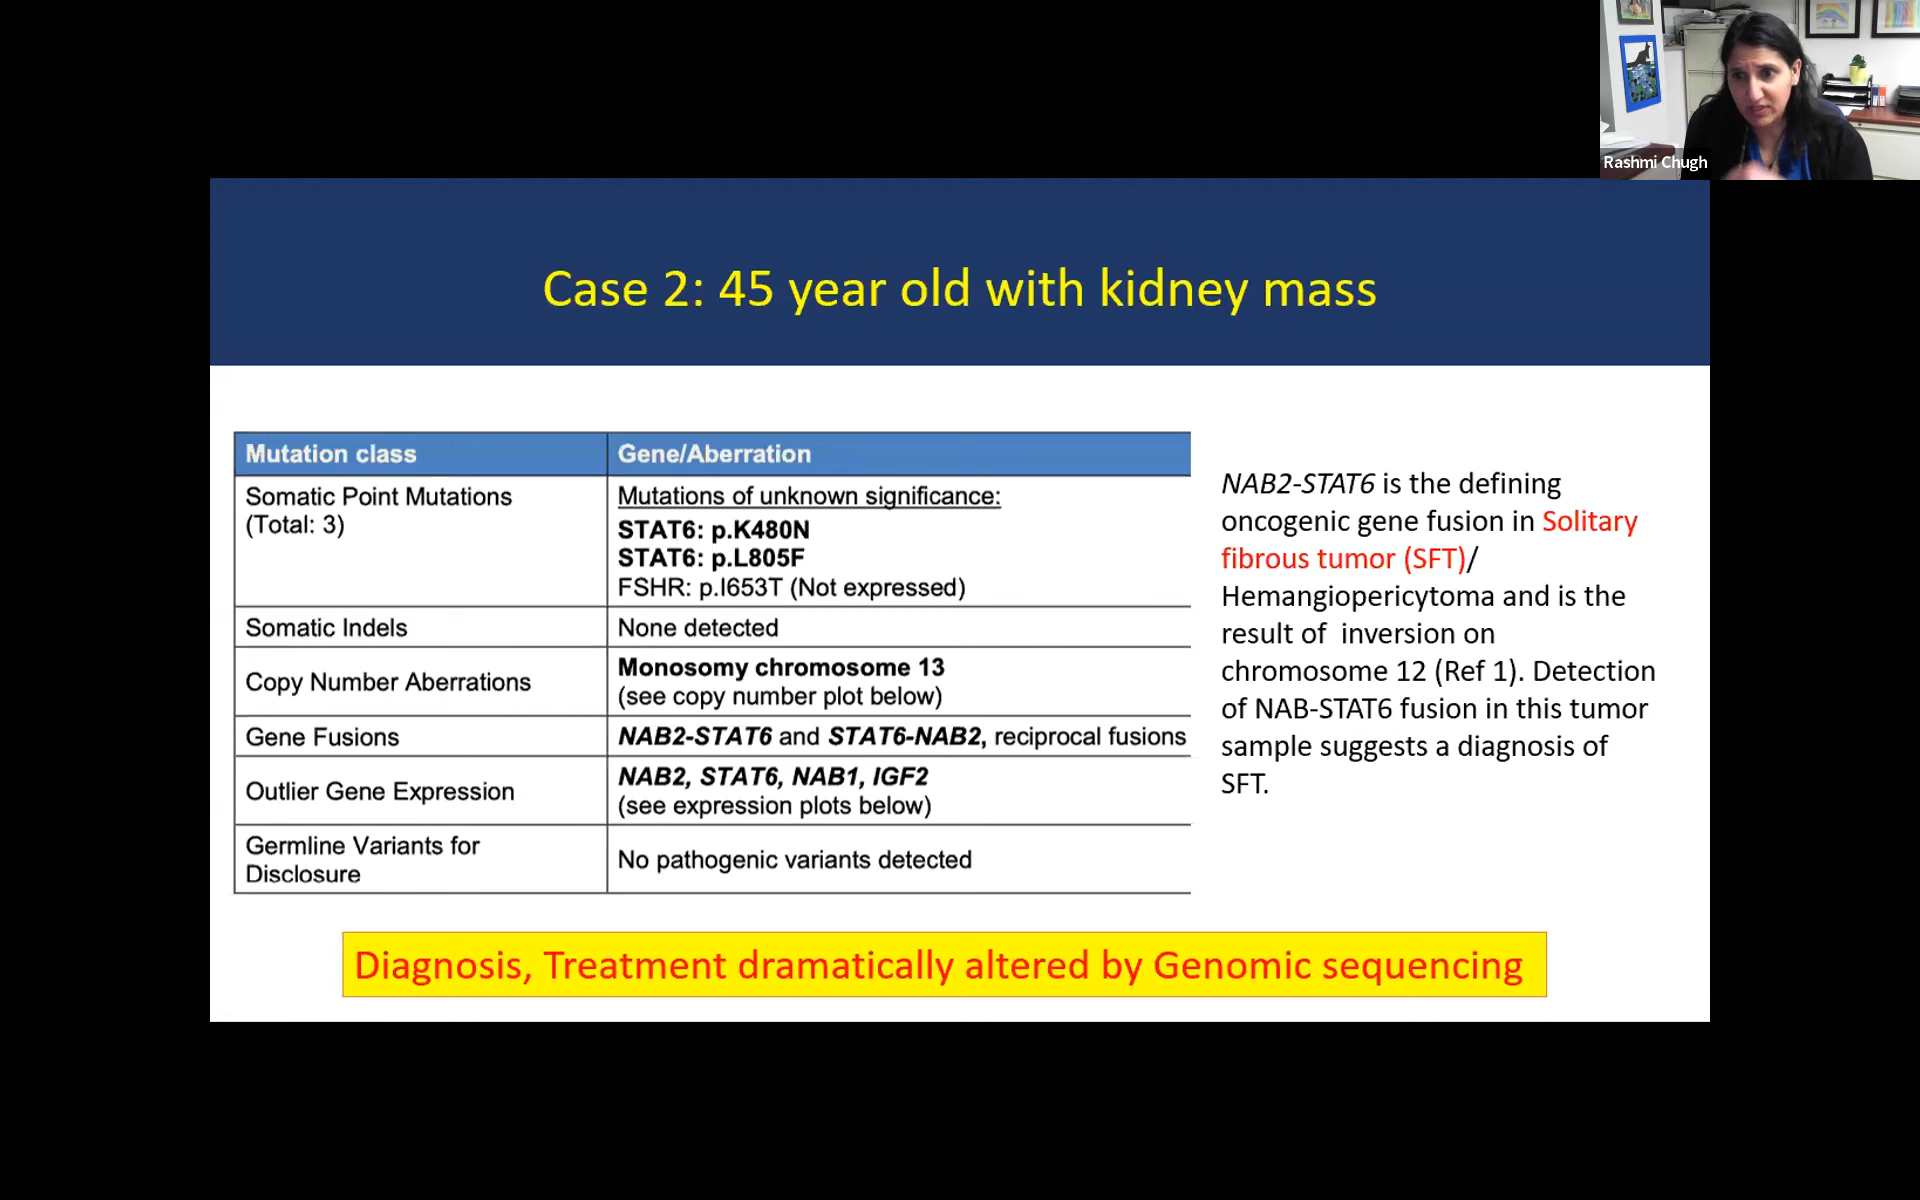 Rashmi Chugh
Case 2: 45 year old with kidney mass
Mutation class
Gene/Aberration
Somatic Point Mutations
(Total: 3)
Mutations of unknown significance:
STAT6: p.K480N
STAT6: p.L805F
FSHR: p.I653T (Not expressed)
Somatic Indels
None detected
Copy Number Aberrations
Monosomy chromosome 13
(see copy number plot below)
Gene Fusions
NAB2-STAT6 and STAT6-NAB2, reciprocal fusions
Outlier Gene Expression
NAB2, STAT6, NAB1, IGF2
(see expression plots below)
Germline Variants for
Disclosure
No pathogenic variants detected
NAB2-STAT6 is the defining
oncogenic gene fusion in Solitary
fibrous tumor (SFT)/
Hemangiopericytoma and is the
result of  inversion on
chromosome 12 (Ref 1). Detection
of NAB-STAT6 fusion in this tumor
sample suggests a diagnosis of
SFT.
Diagnosis, Treatment dramatically altered by Genomic sequencing